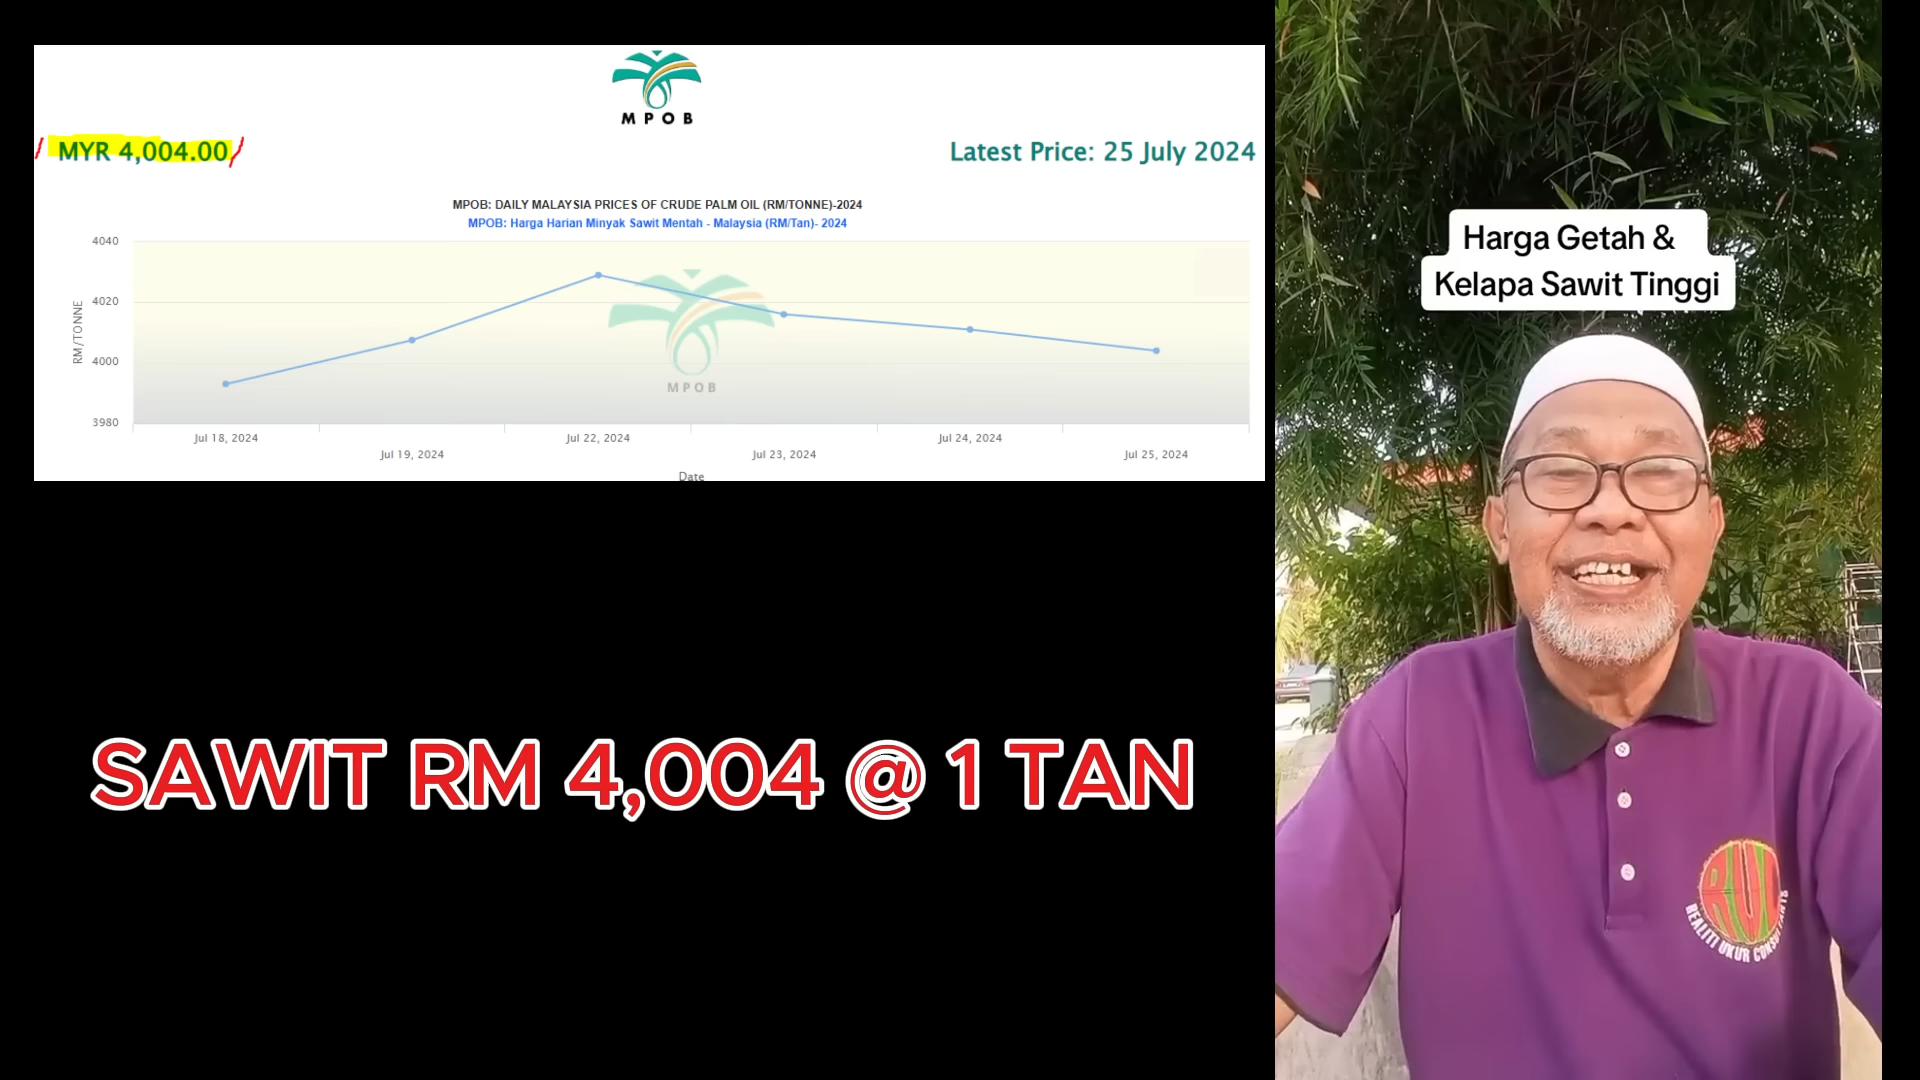 MPOB
MYR 4,004.00
Latest Price: 25 July 2024
MPOB: DAILY MALAYSIA PRICES OF CRUDE PALM OIL (RM/TONNE)-2024
MPOB: Harga Harian Minyak Sawit Mentah - Malaysia (RM/Tan)- 2024
4040
4020
4000
3980
RM/TONNE
MPOB
Jul 18, 2024
Jul 19, 2024
Jul 22, 2024
Jul 23, 2024
Jul 24, 2024
Jul 25, 2024
Date
SAWIT RM 4,004 @ 1 TAN
Harga Getah &
Kelapa Sawit Tinggi
REALITI UKUR CONSULTANTS